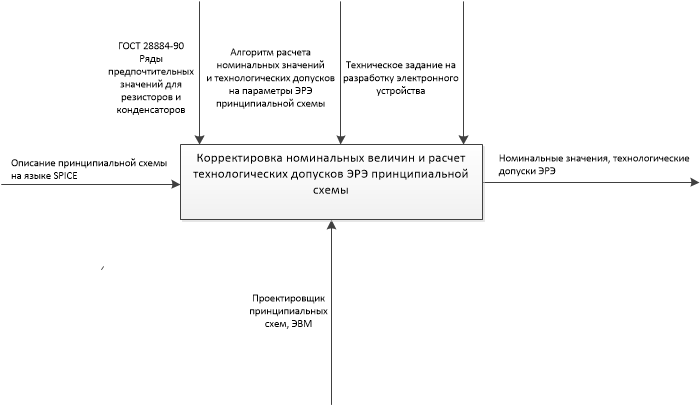 ГОСТ 28884-90
Ряды
предпочтительных
значений для
резисторов и
конденсаторов
Алгоритм расчета
номинальных значений
и технологических допусков
на параметры ЭРЭ
принципиальной схемы
Техническое задание на
разработку электронного
устройства
Описание принципиальной схемы
на языке SPICE
Корректировка номинальных величин и расчет
технологических допусков ЭРЭ принципиальной
схемы
Номинальные значения, технологические
допуски ЭРЭ
Проектировщик
принципиальных
схем, ЭВМ